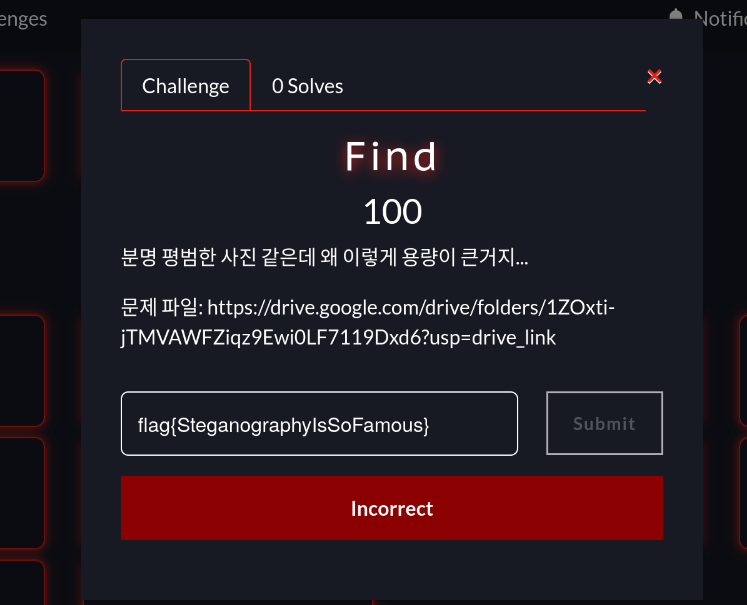 Challenge
0 Solves
Find
100
분명 평범한 사진 같은데 왜 이렇게 용량이 큰거지...
문제 파일: https://drive.google.com/drive/folders/1ZOxti-
jTMVAWFZiqz9Ewi0LF7119Dxd6?usp=drive_link
flag{SteganographyIsSoFamous}
Submit
Incorrect